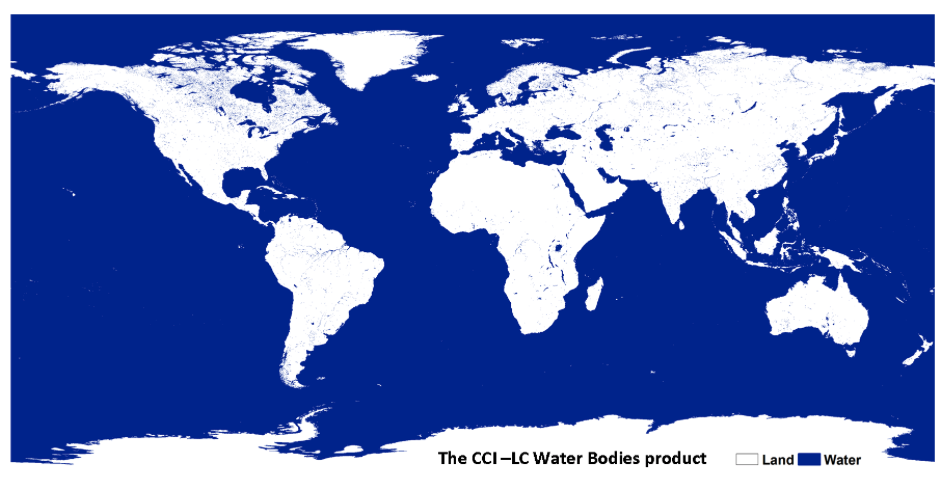 The CCI–LC Water Bodies product
Land Water